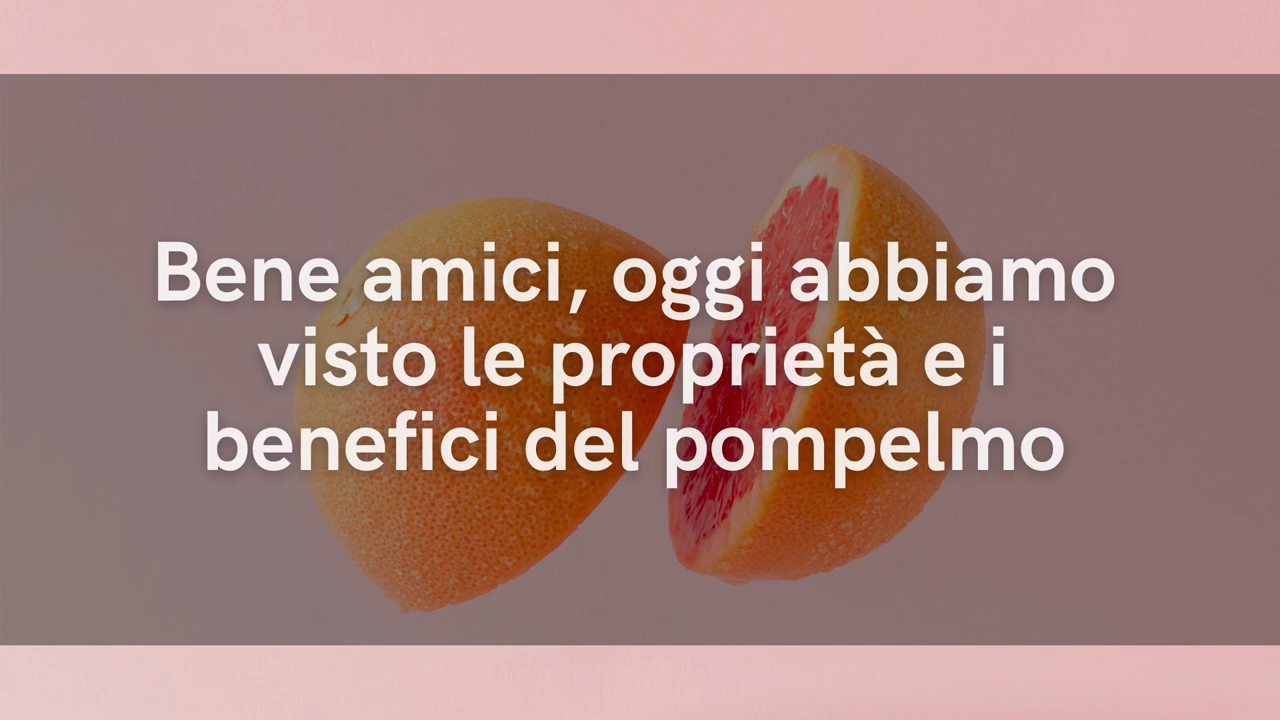 Bene amici, oggi abbiamo
visto le proprietà e i
benefici del pompelmo